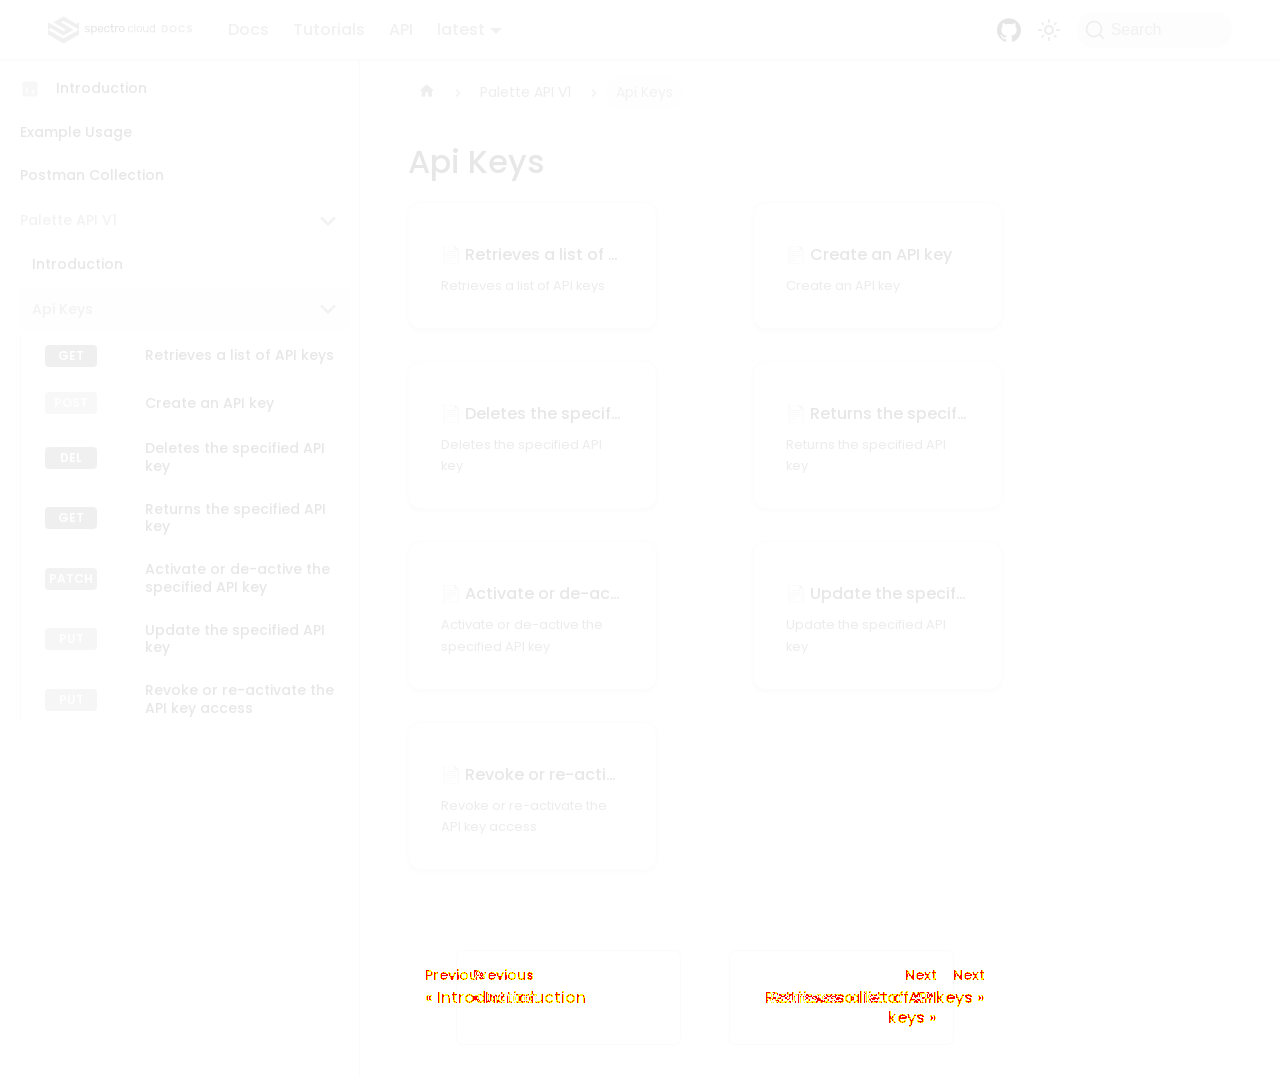 spectro cloud DOCS
Docs Tutorials API latest
Search
Introduction
Example Usage
Postman Collection
Palette API V1
Introduction
Api Keys
GET Retrieves a list of API keys
POST Create an API key
DEL Deletes the specified API
key
GET Returns the specified API
key
PATCH Activate or de-active the
specified API key
PUT Update the specified API
key
PUT Revoke or re-activate the
API key access
Palette API V1 Api Keys
Api Keys
Retrieves a list of ...
Retrieves a list of API keys
Create an API key
Create an API key
Deletes the specif...
Deletes the specified API
key
Returns the specif...
Returns the specified API
key
Activate or de-ac...
Activate or de-active the
specified API key
Update the specif...
Update the specified API
key
Revoke or re-acti...
Revoke or re-activate the
API key access
Previous Previous
« Introduction
Next Next
keys »
keys »